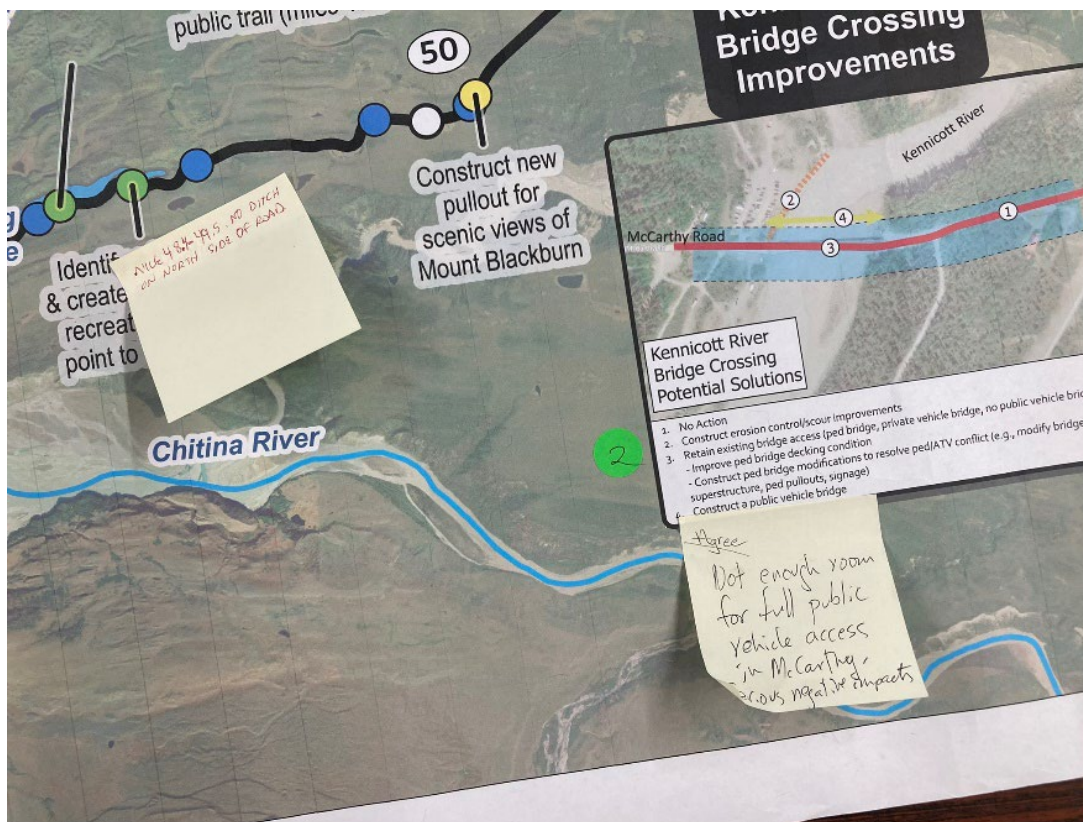 public trail (miles
50
Bridge Crossing
Improvements
Construct new
pullout for
scenic views of
Mount Blackburn
Identif
& create
recreat
point to
e
48 49.5 NO DITCH
ON NORTH SIDE OF ROAD
Kennicott River
McCarthy Road
2
4
1
3
Kennicott River
Bridge Crossing
Potential Solutions
1. No Action
2. Construct erosion control/scour improvements
3. Retain existing bridge access (ped bridge, private vehicle bridge, no public vehicle bri
- Improve ped bridge decking condition
- Construct ped bridge modifications to resolve ped/ATV conflict (e.g., modify bridge
superstructure, ped pullouts, signage)
4. Construct a public vehicle bridge
Chitina River
2
Agree
Not enough room
for full public
vehicle access
in McCarthy,
negative impacts